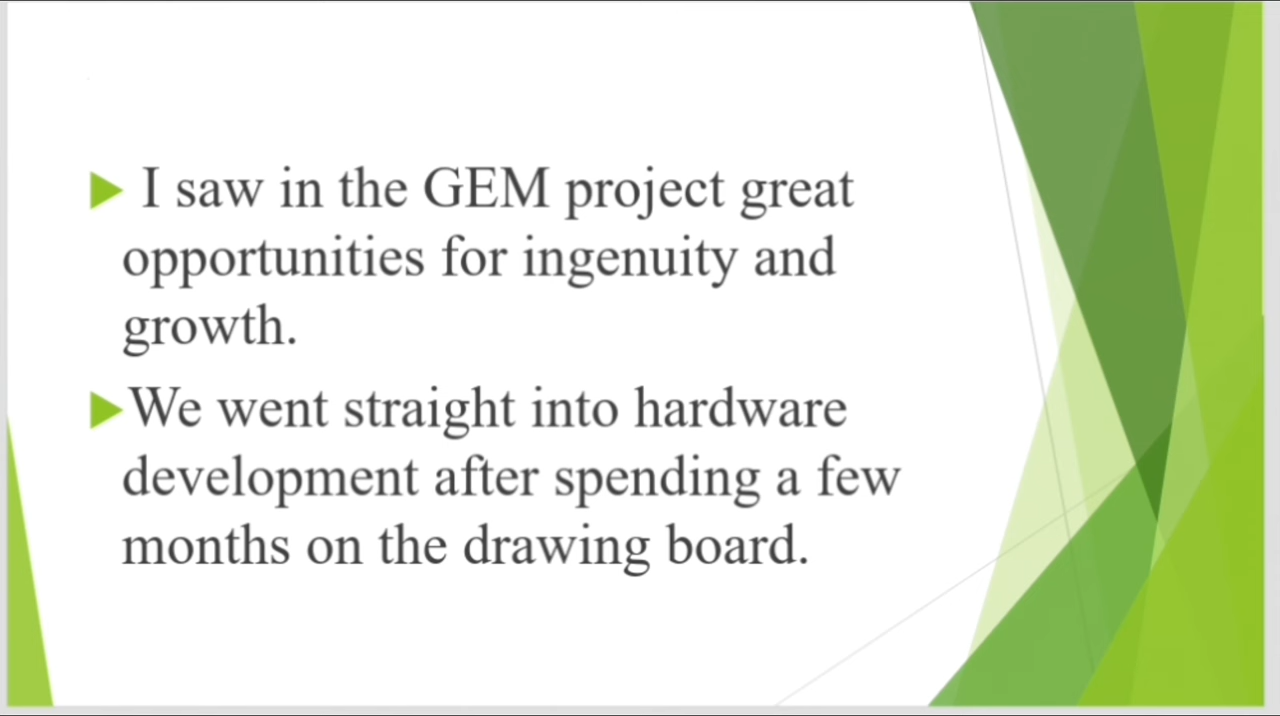 I saw in the GEM project great
opportunities for ingenuity and
growth.
We went straight into hardware
development after spending a few
months on the drawing board.